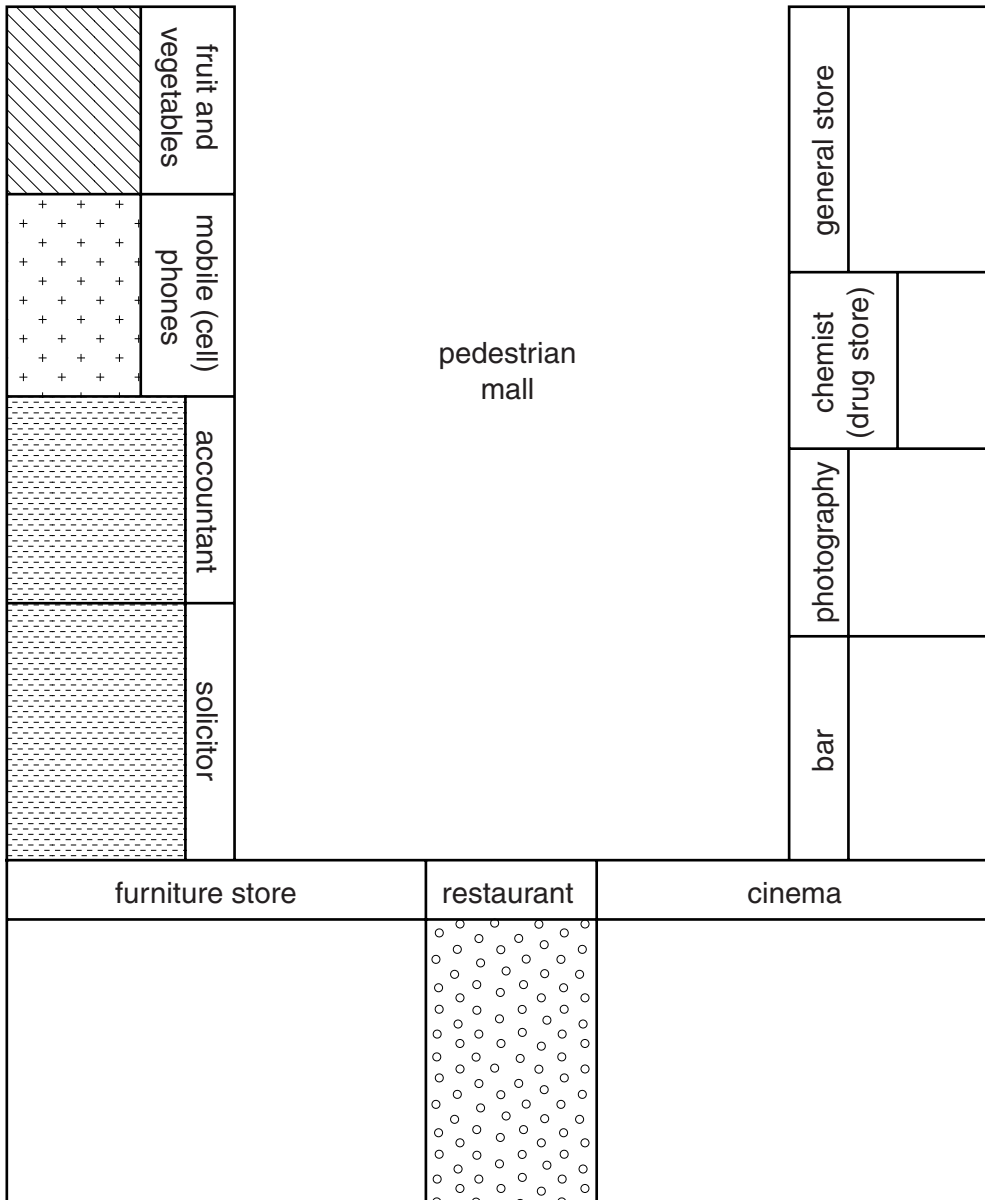 fruit and
vegetables
mobile (cell)
phones
accountant
solicitor
pedestrian
mall
general store
chemist
(drug store)
photography
bar
furniture store
restaurant
cinema